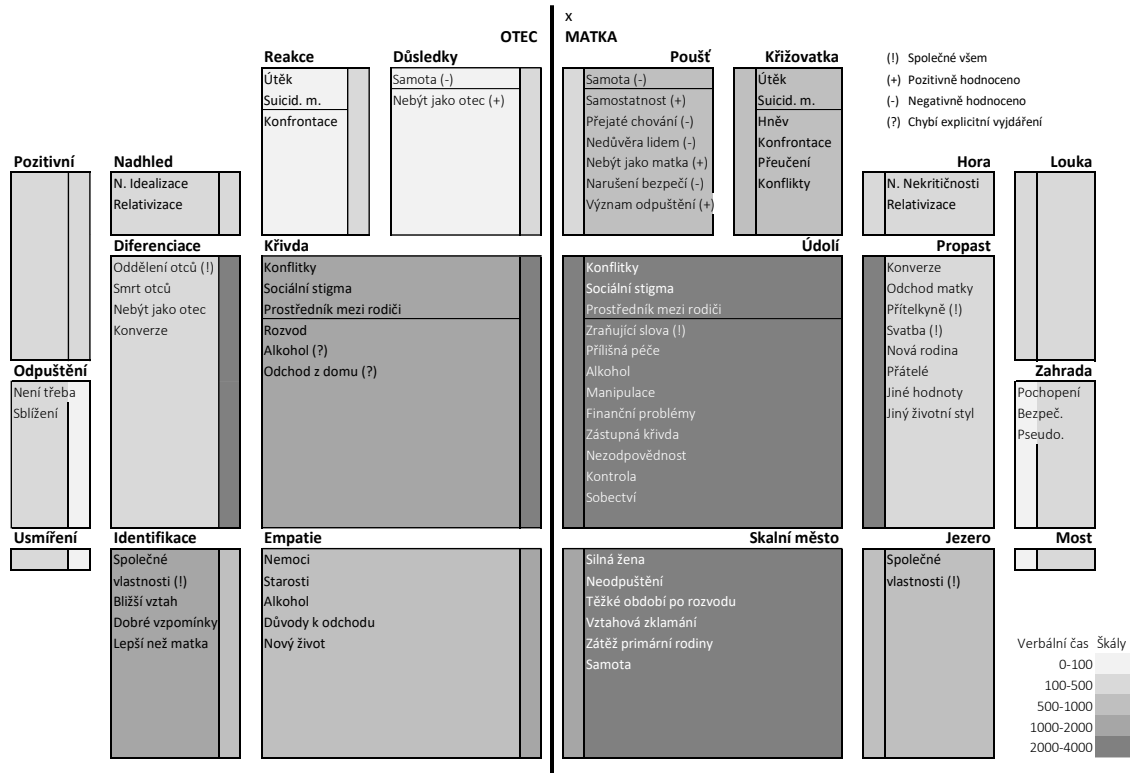 x
OTEC
MATKA
Reakce
Útěk
Suicid. m.
Konfrontace
Důsledky
Samota (-)
Nebýt jako otec (+)
Poušť
Samota (-)
Samostatnost (+)
Přejaté chování (-)
Nedůvěra lidem (-)
Nebýt jako matka (+)
Narušení bezpečí (-)
Význam odpuštění (+)
Křižovatka
Útěk
Suicid. m.
Hněv
Konfrontace
Přeučení
Konflikty
(!) Společné všem
(+) Pozitivně hodnoceno
(-) Negativně hodnoceno
(?) Chybí explicitní vyjdáření
Pozitivní
Nadhled
N. Idealizace
Relativizace
Hora
N. Nekritičnosti
Relativizace
Louka
Diferenciace
Oddělení otců (!)
Smrt otců
Nebýt jako otec
Konverze
Křivda
Konflitky
Sociální stigma
Prostředník mezi rodiči
Rozvod
Alkohol (?)
Odchod z domu (?)
Údolí
Konflitky
Sociální stigma
Prostředník mezi rodiči
Zraňující slova (!)
Přílišná péče
Alkohol
Manipulace
Finanční problémy
Zástupná křivda
Nezodpovědnost
Kontrola
Sobectví
Propast
Konverze
Odchod matky
Přítelkyně (!)
Svatba (!)
Nová rodina
Přátelé
Jiné hodnoty
Jiný životní styl
Odpuštění
Není třeba
Sblížení
Zahrada
Pochopení
Bezpeč.
Pseudo.
Usmíření
Identifikace
Společné
vlastnosti (!)
Bližší vztah
Dobré vzpomínky
Lepší než matka
Empatie
Nemoci
Starosti
Alkohol
Důvody k odchodu
Nový život
Skalní město
Silná žena
Neodpuštění
Těžké období po rozvodu
Vztahová zklamání
Zátěž primární rodiny
Samota
Jezero
Společné
vlastnosti (!)
Most
Verbální čas Škály
0-100
100-500
500-1000
1000-2000
2000-4000